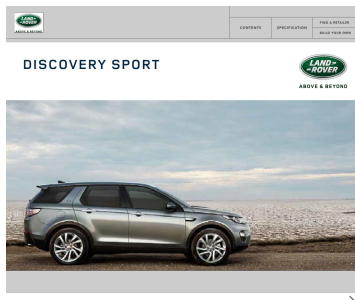 LAND-
ROVER
ABOVE & BEYOND
CONTENTS
SPECIFICATION
FIND A RETAILER
BUILD YOUR OWN
DISCOVERY SPORT
LAND-
-ROVER
ABOVE & BEYOND